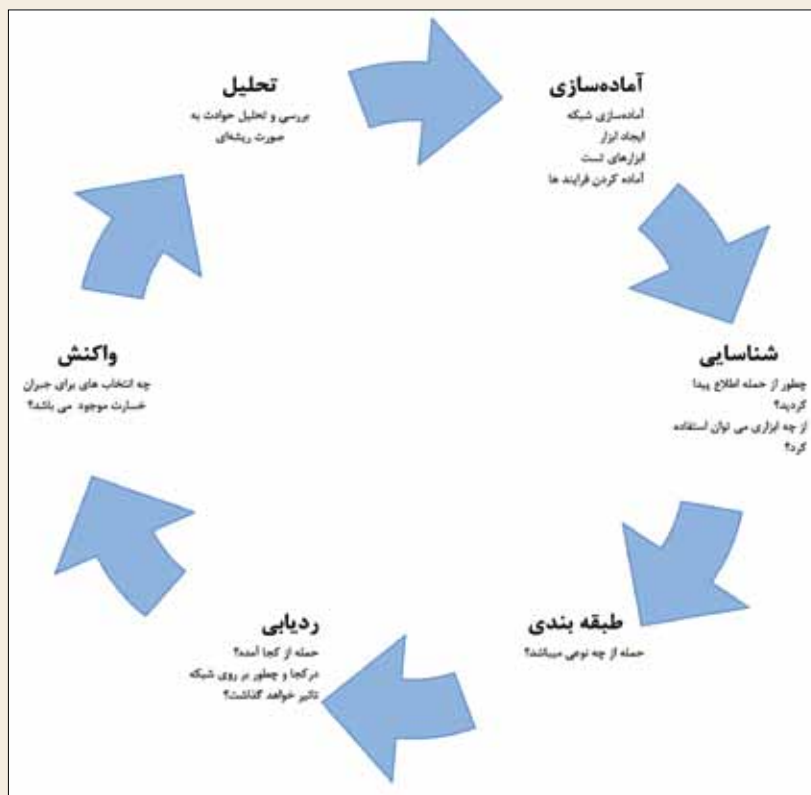 آماده‌سازی
آماده‌سازی شبکه
ایجاد ابزار
ابزارهای تست
آماده کردن فرایند ها
شناسایی
چطور از حمله اطلاع پیدا
کردید؟
از چه ابزاری می توان استفاده
کرد؟
طبقه بندی
حمله از چه نوعی میباشد؟
ردیابی
حمله از کجا آمده؟
درکجا و چطور بر روی شبکه
تاثیر خواهد گذاشت؟
واکنش
چه انتخاب های برای جبران
خسارت موجود می باشد؟
تحلیل
بررسی و تحلیل حوادث به
صورت ریشه‌ای